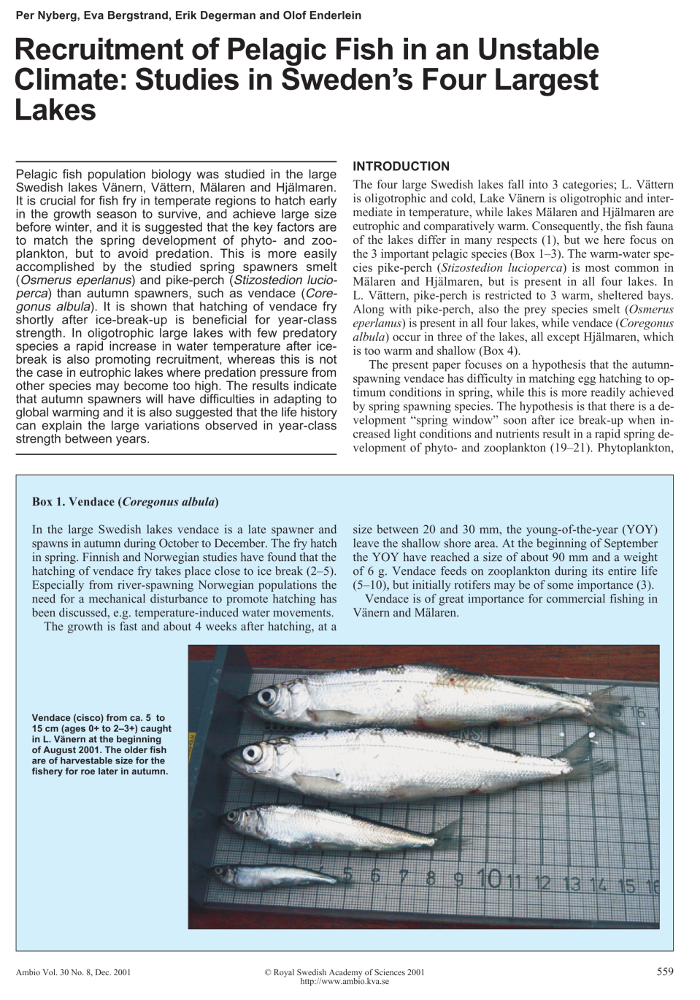 Per Nyberg, Eva Bergstrand, Erik Degerman and Olof Enderlein
Recruitment of Pelagic Fish in an Unstable
Climate: Studies in Sweden’s Four Largest
Lakes
Pelagic fish population biology was studied in the large
Swedish lakes Vänern, Vättern, Mälaren and Hjälmaren.
It is crucial for fish fry in temperate regions to hatch early
in the growth season to survive, and achieve large size
before winter, and it is suggested that the key factors are
to match the spring development of phyto- and zoo-
plankton, but to avoid predation. This is more easily
accomplished by the studied spring spawners smelt
(Osmerus eperlanus) and pike-perch (Stizostedion lucio-
perca) than autumn spawners, such as vendace (Core-
gonus albula). It is shown that hatching of vendace fry
shortly after ice-break-up is beneficial for year-class
strength. In oligotrophic large lakes with few predatory
species a rapid increase in water temperature after ice-
break is also promoting recruitment, whereas this is not
the case in eutrophic lakes where predation pressure from
other species may become too high. The results indicate
that autumn spawners will have difficulties in adapting to
global warming and it is also suggested that the life history
can explain the large variations observed in year-class
strength between years.
INTRODUCTION
The four large Swedish lakes fall into 3 categories; L. Vättern
is oligotrophic and cold, Lake Vänern is oligotrophic and inter-
mediate in temperature, while lakes Mälaren and Hjälmaren are
eutrophic and comparatively warm. Consequently, the fish fauna
of the lakes differ in many respects (1), but we here focus on
the 3 important pelagic species (Box 1–3). The warm-water spe-
cies pike-perch (Stizostedion lucioperca) is most common in
Mälaren and Hjälmaren, but is present in all four lakes. In
L. Vättern, pike-perch is restricted to 3 warm, sheltered bays.
Along with pike-perch, also the prey species smelt (Osmerus
eperlanus) is present in all four lakes, while vendace (Coregonus
albula) occur in three of the lakes, all except Hjälmaren, which
is too warm and shallow (Box 4).
The present paper focuses on a hypothesis that the autumn-
spawning vendace has difficulty in matching egg hatching to op-
timum conditions in spring, while this is more readily achieved
by spring spawning species. The hypothesis is that there is a de-
velopment “spring window” soon after ice break-up when in-
creased light conditions and nutrients result in a rapid spring de-
velopment of phyto- and zooplankton (19–21). Phytoplankton,
Box 1. Vendace (Coregonus albula)
In the large Swedish lakes vendace is a late spawner and
spawns in autumn during October to December. The fry hatch
in spring. Finnish and Norwegian studies have found that the
hatching of vendace fry takes place close to ice break (2–5).
Especially from river-spawning Norwegian populations the
need for a mechanical disturbance to promote hatching has
been discussed, e.g. temperature-induced water movements.
The growth is fast and about 4 weeks after hatching, at a
size between 20 and 30 mm, the young-of-the-year (YOY)
leave the shallow shore area. At the beginning of September
the YOY have reached a size of about 90 mm and a weight
of 6 g. Vendace feeds on zooplankton during its entire life
(5–10), but initially rotifers may be of some importance (3).
Vendace is of great importance for commercial fishing in
Vänern and Mälaren.
Vendace (cisco) from ca. 5 to
15 cm (ages 0+ to 2–3+) caught
in L. Vänern at the beginning
of August 2001. The older fish
are of harvestable size for the
fishery for roe later in autumn.
16
5 6 7 8 9 10 11 12 13 14 15 16
Ambio Vol. 30 No. 8, Dec. 2001
© Royal Swedish Academy of Sciences 2001
http://www.ambio.kva.se
559